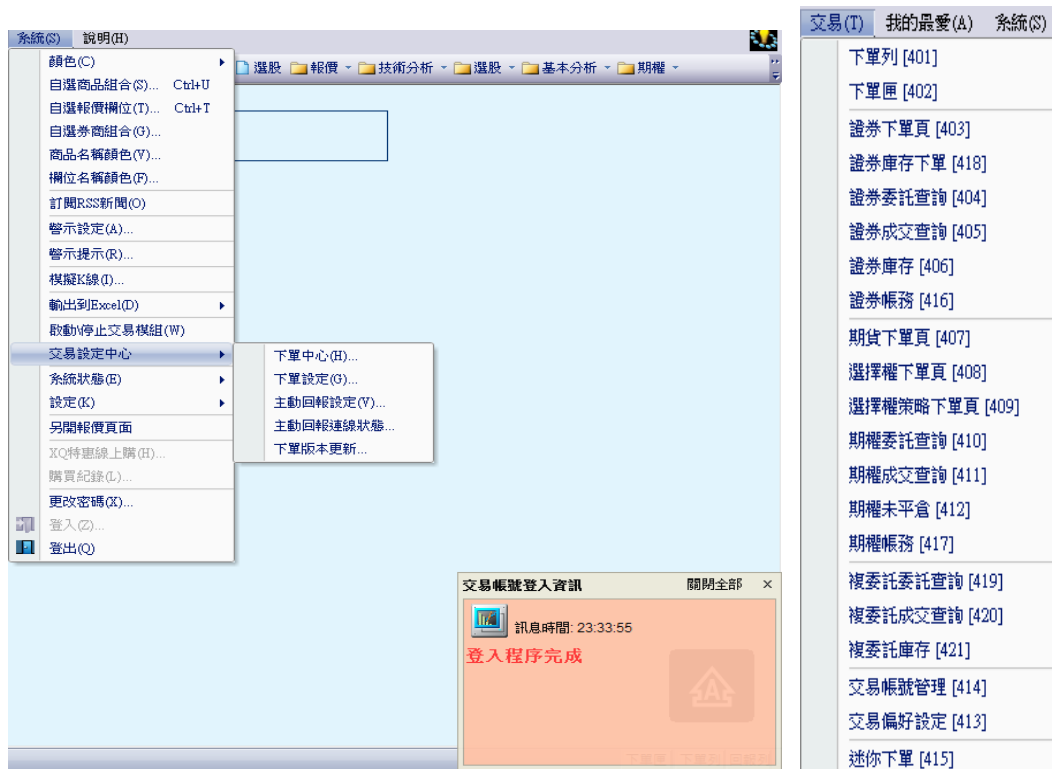 系統(S) 說明(H)
選股 報價 技術分析 選股 基本分析 期權
顏色(C)
自選商品組合(S)... Ctrl+U
自選報價欄位(T)... Ctrl+T
自選券商組合(G)...
商品名稱顏色(V)...
欄位名稱顏色(F)...
訂閱RSS新聞(O)
警示設定(A)...
警示提示(R)...
模擬K線(I)...
輸出到Excel(D)
啟動\停止交易模組(W)
交易設定中心
系統狀態(E)
設定(K)
另開報價頁面
XQ特惠線上購(H)...
購買紀錄(L)...
更改密碼(X)...
登入(Z)...
登出(Q)
下單中心(H)...
下單設定(G)...
主動回報設定(V)...
主動回報連線狀態...
下單版本更新...
交易帳號登入資訊 關閉全部 ×
訊息時間: 23:33:55
登入程序完成
下單匣 下單列 回報列
交易(T) 我的最愛(A) 系統(S)
下單列 [401]
下單匣 [402]
證券下單頁 [403]
證券庫存下單 [418]
證券委託查詢 [404]
證券成交查詢 [405]
證券庫存 [406]
證券帳務 [416]
期貨下單頁 [407]
選擇權下單頁 [408]
選擇權策略下單頁 [409]
期權委託查詢 [410]
期權成交查詢 [411]
期權未平倉 [412]
期權帳務 [417]
複委託委託查詢 [419]
複委託成交查詢 [420]
複委託庫存 [421]
交易帳號管理 [414]
交易偏好設定 [413]
迷你下單 [415]